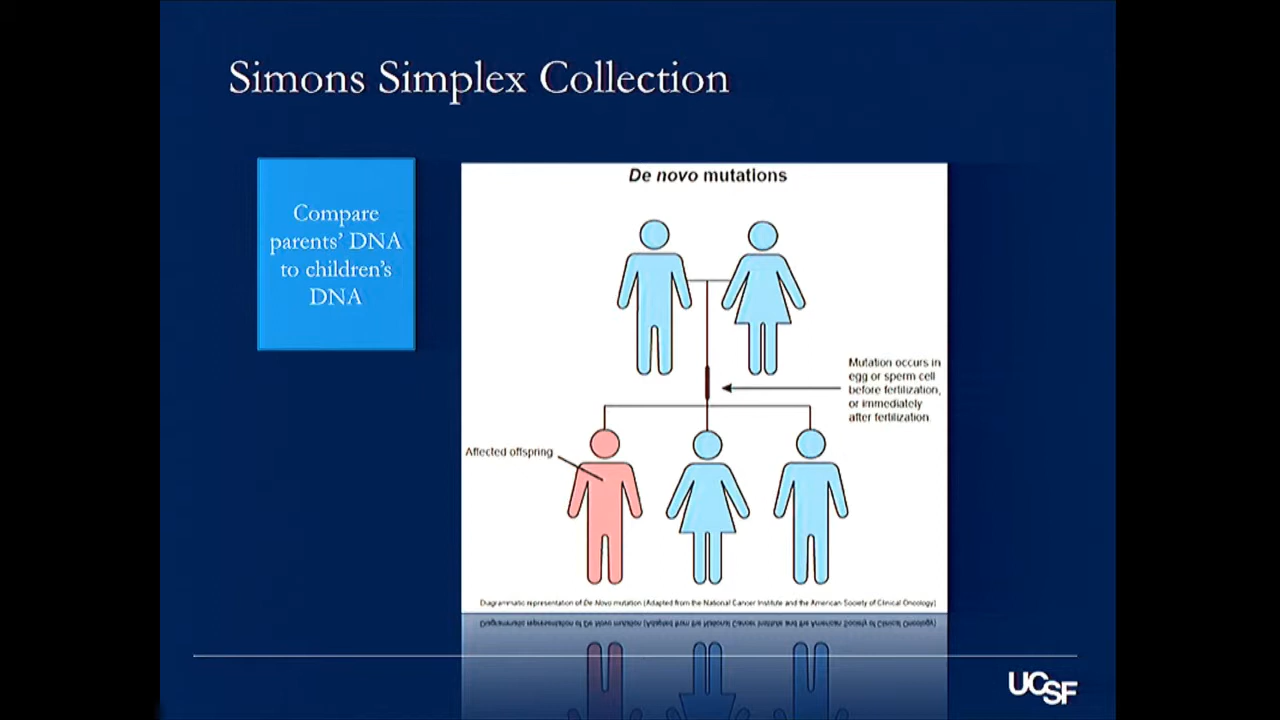 Simons Simplex Collection
Compare
parents' DNA
to children's
DNA
De novo mutations
Mutation occurs in
egg or sperm cell
before fertilization,
or immediately
after fertilization.
Affected offspring
Diagrammatic representation of De Novo mutation [Adapted from the National Cancer Institute and the American Society of Clinical Oncology]
UCSF